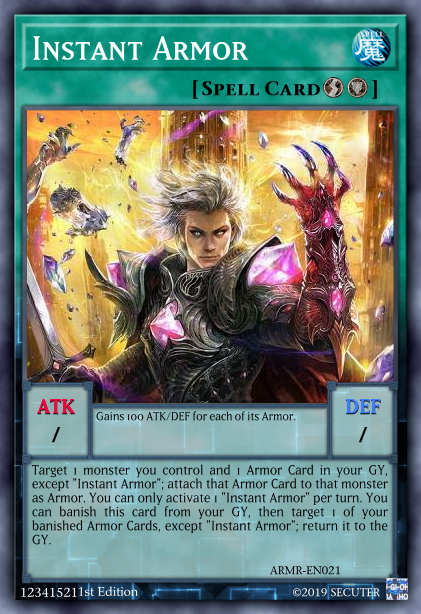 INSTANT ARMOR
魔
[SPELL CARD ]
ATK
/
Gains 100 ATK/DEF for each of its Armor.
DEF
/
Target 1 monster you control and 1 Armor Card in your GY,
except "Instant Armor"; attach that Armor Card to that monster
as Armor. You can only activate 1 "Instant Armor" per turn. You
can banish this card from your GY, then target 1 of your
banished Armor Cards, except "Instant Armor"; return it to the
GY.
ARMR-EN021
12341521 1st Edition
©2019 SECUTER